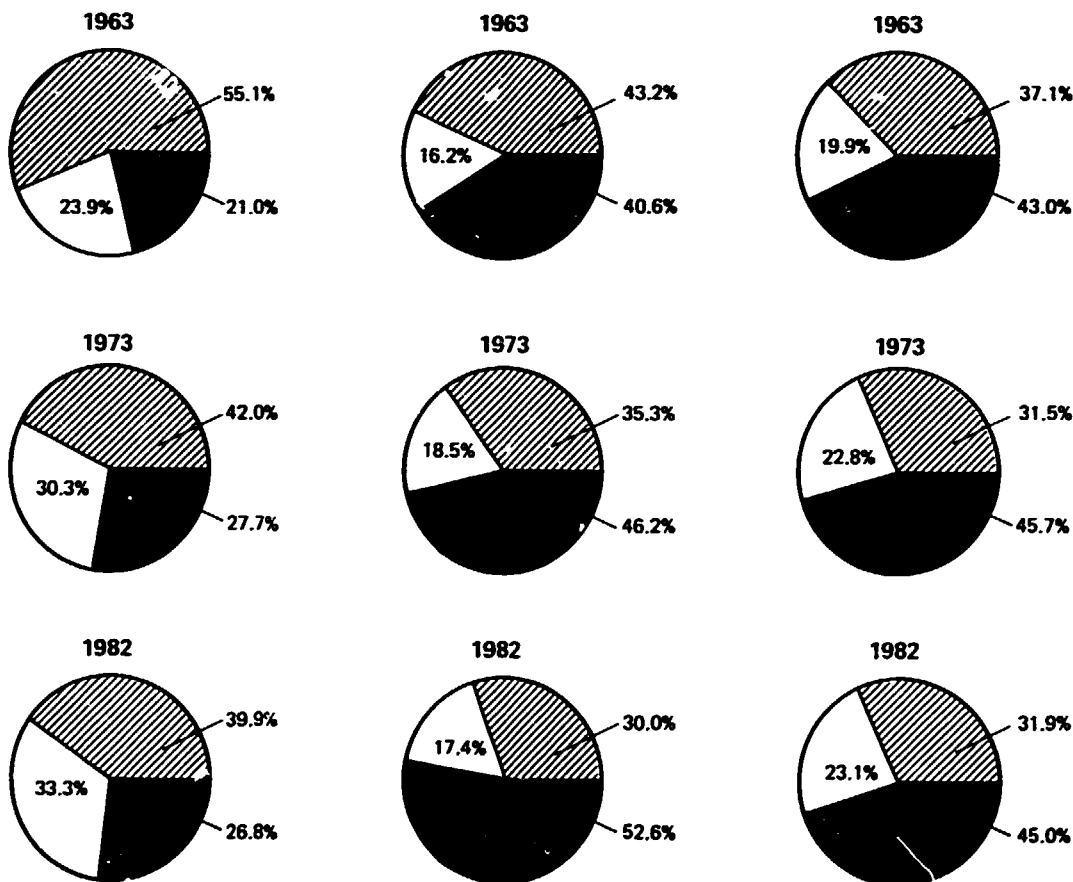 1963 1963 1963
55.1% 43.2% 37.1%
16.2% 19.9%
23.9% 21.0% 40.6% 43.0%
1973 1973 1973
42.0% 35.3% 31.5%
18.5% 22.8%
30.3%
27.7% 46.2% 45.7%
1982 1982 1982
39.9% 30.0% 31.9%
17.4% 23.1%
33.3%
26.8% 52.6% 45.0%